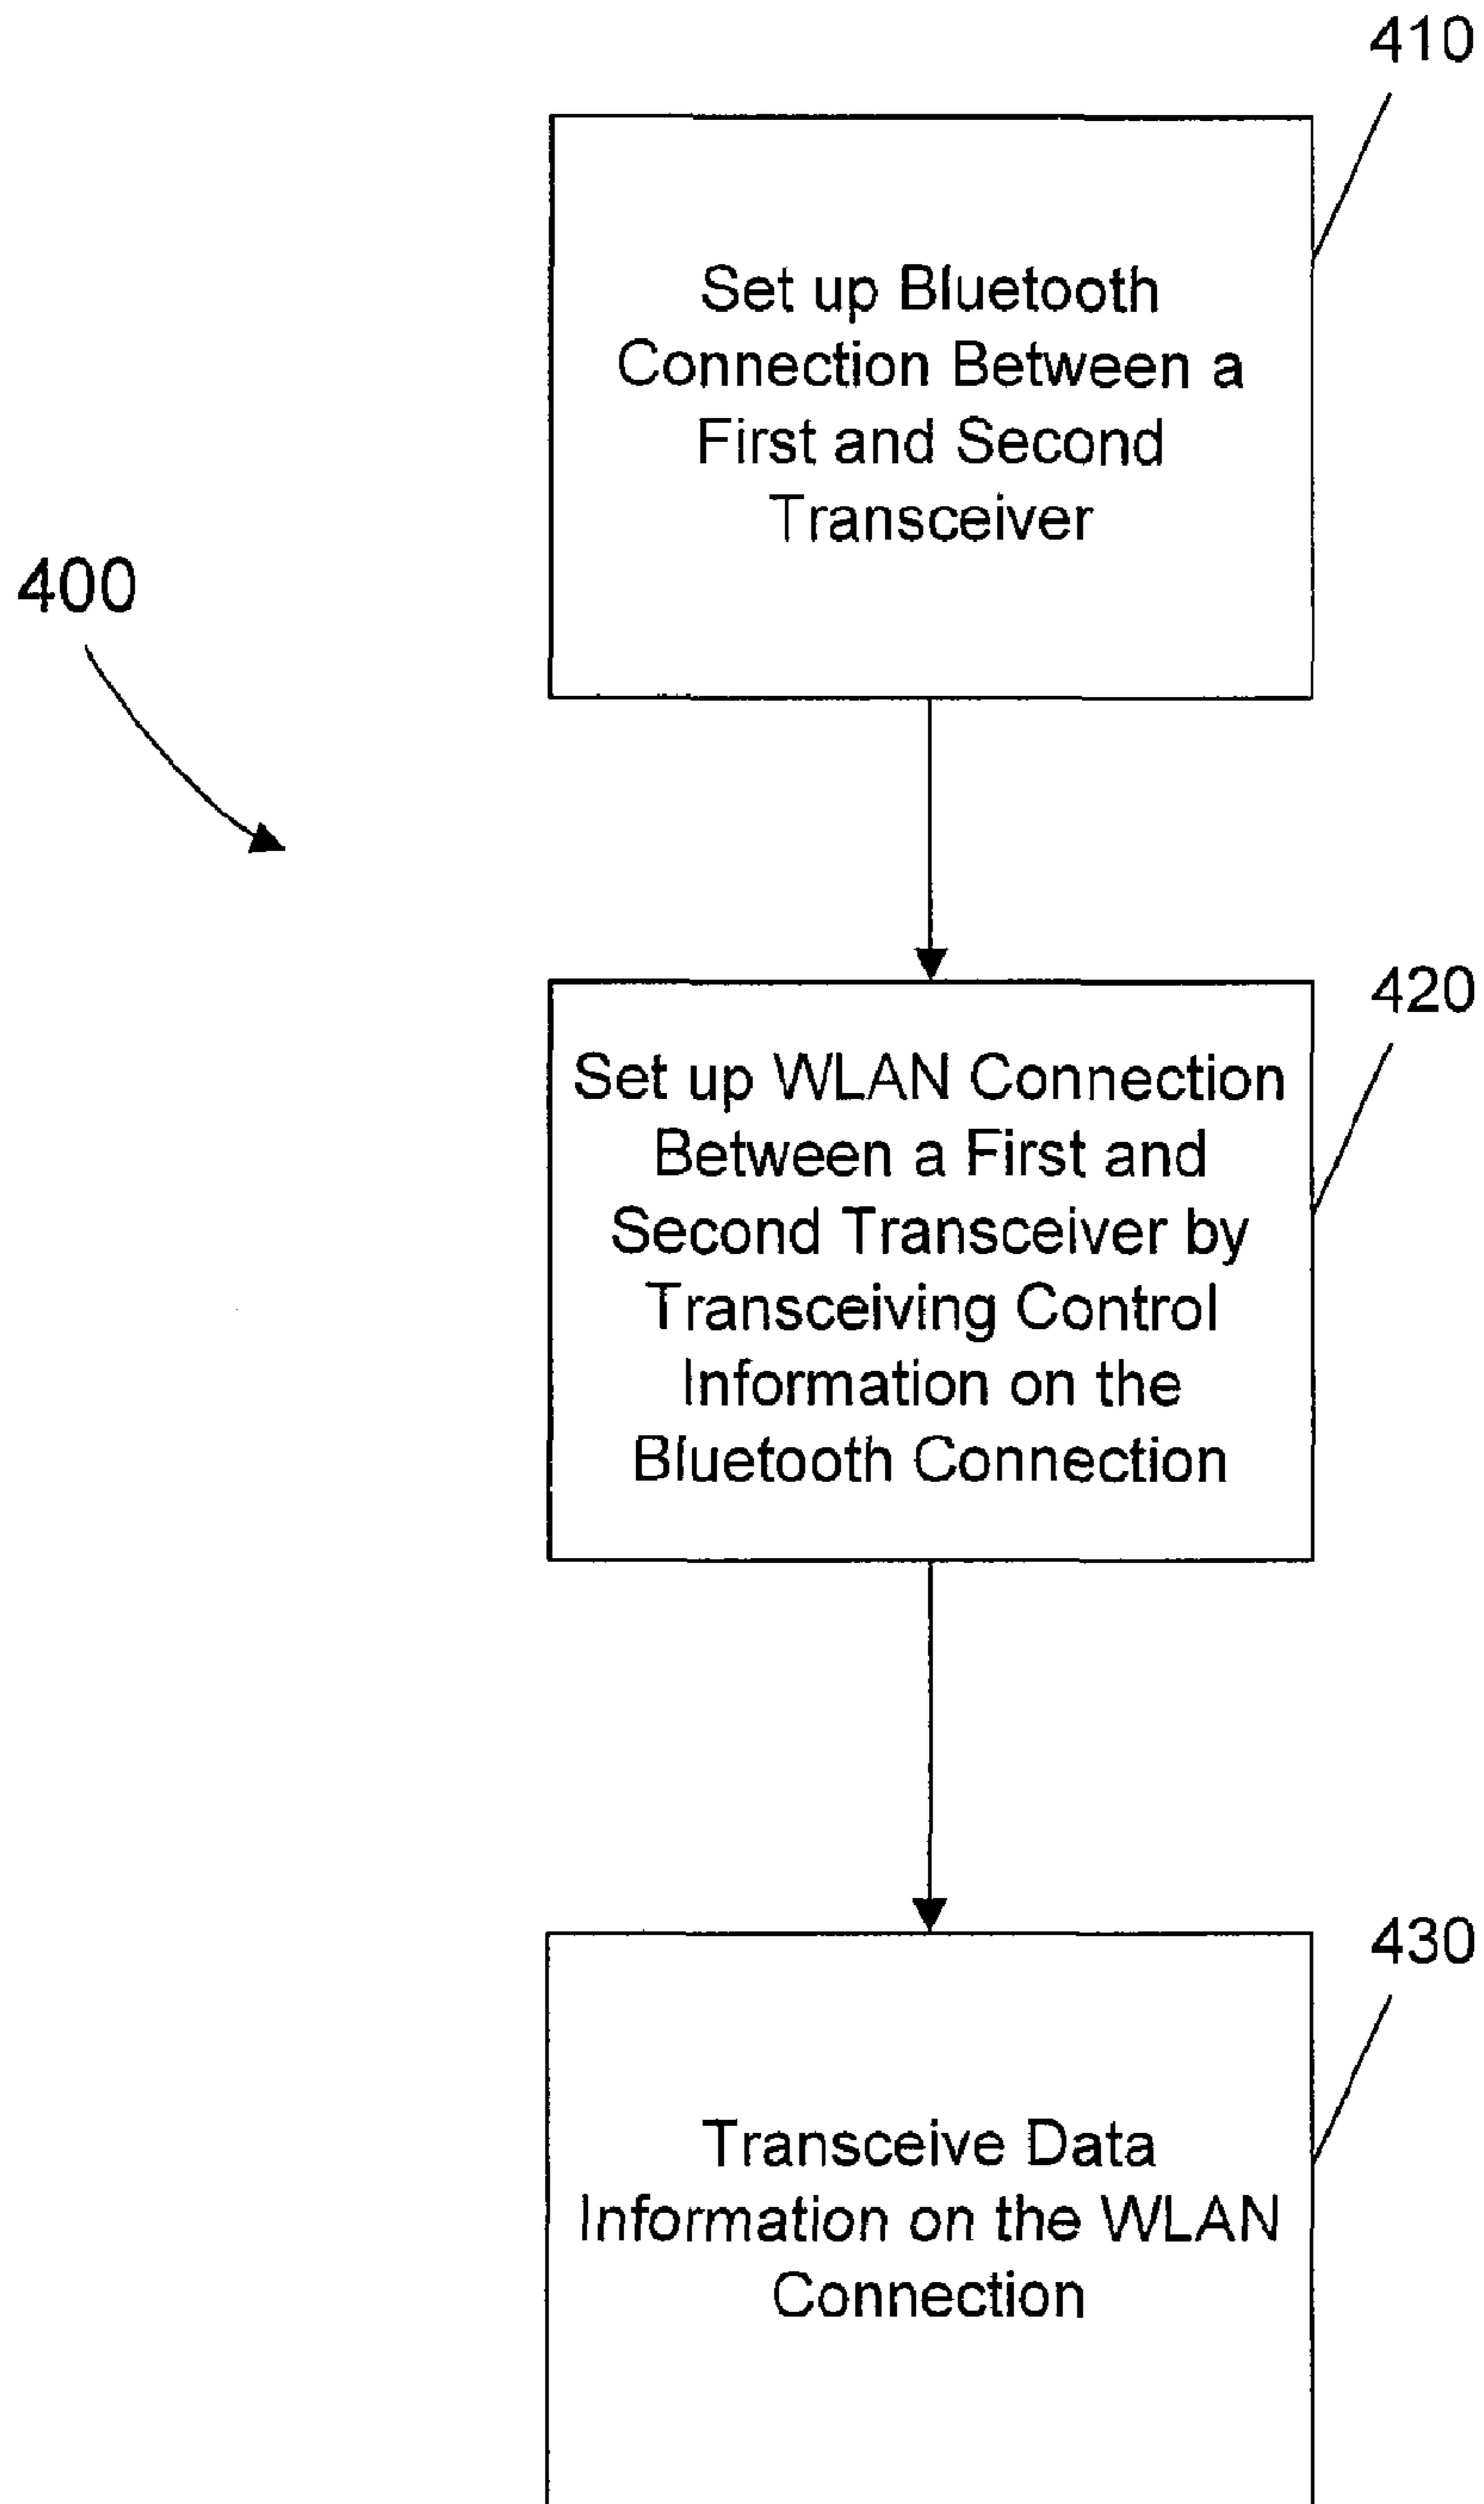 410
Set up Bluetooth
Connection Between a
First and Second
Transceiver
400
420
Set up WLAN Connection
Between a First and
Second Transceiver by
Transceiving Control
Information on the
Bluetooth Connection
430
Transceive Data
Information on the WLAN
Connection